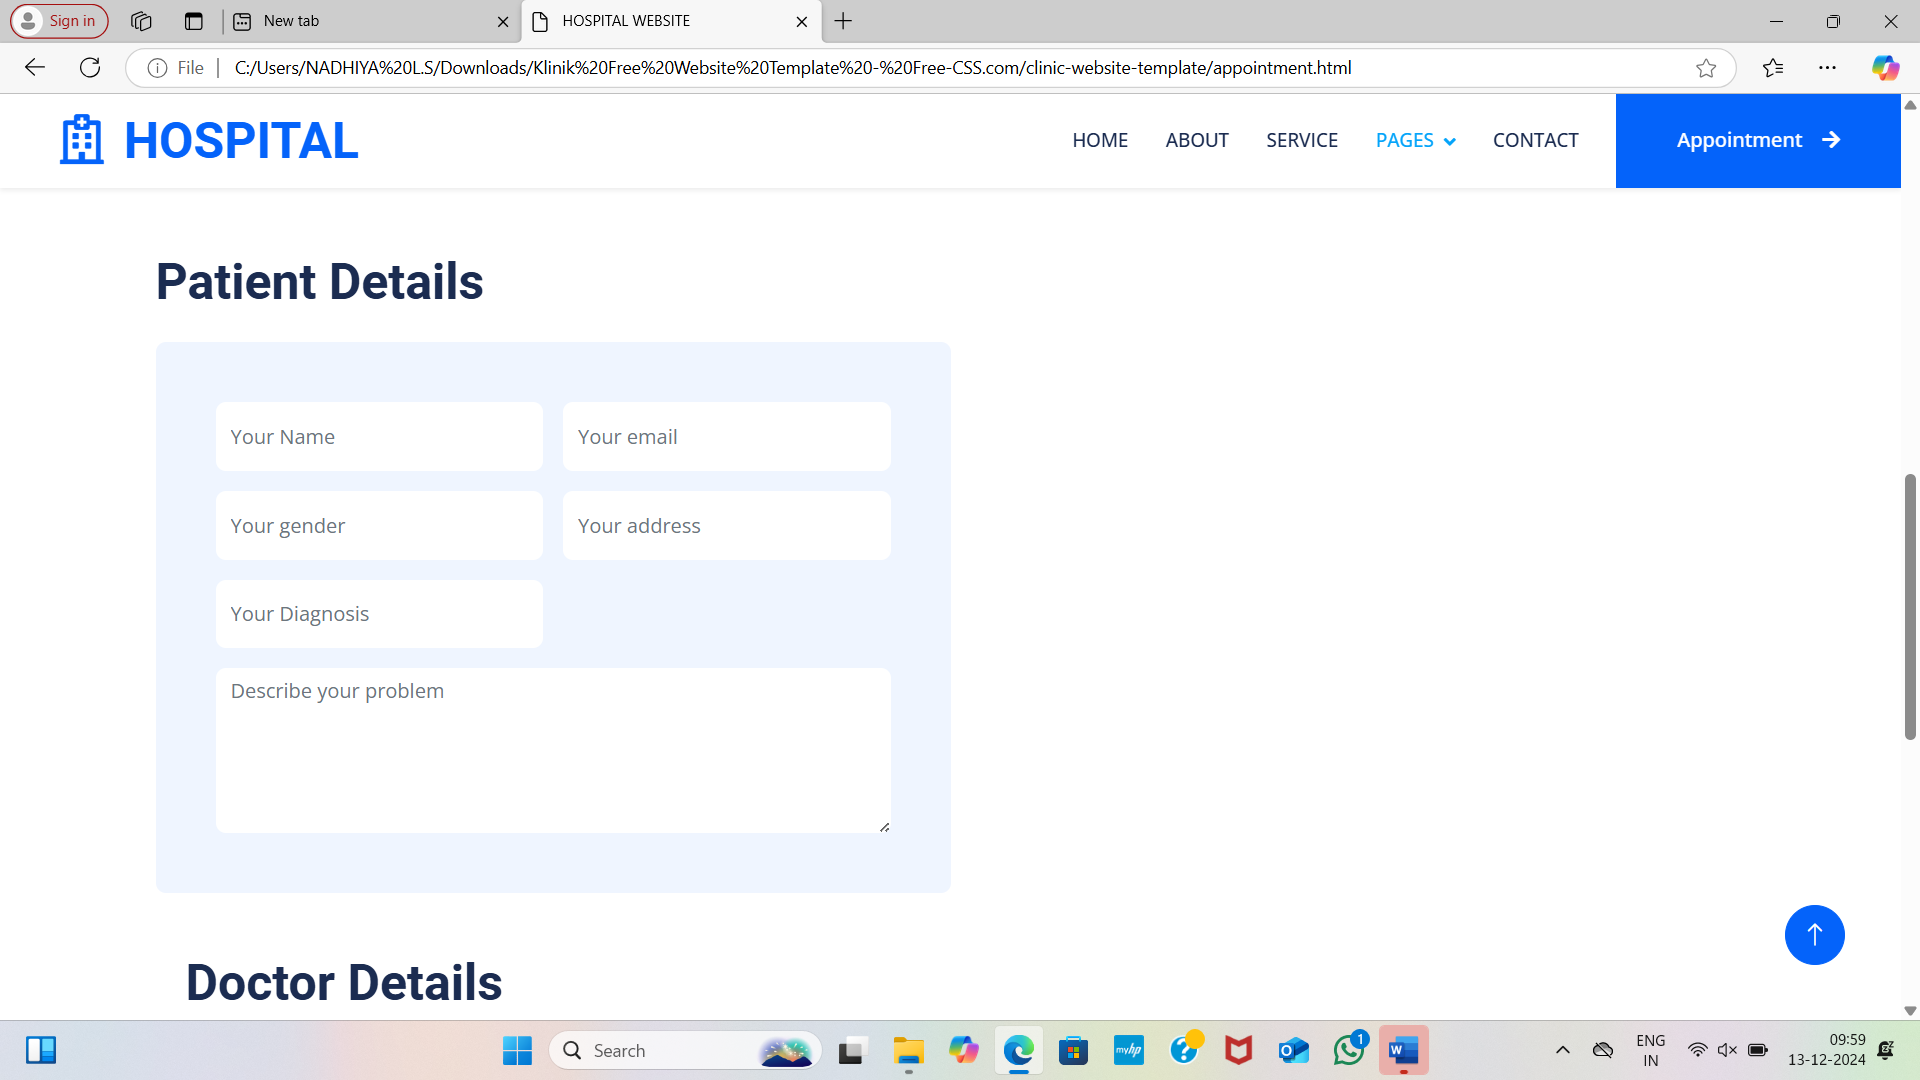 Sign in
New tab
HOSPITAL WEBSITE
File
C:/Users/NADHIYA%20L.S/Downloads/Klinik%20Free%20Website%20Template%20-%20Free-CSS.com/clinic-website-template/appointment.html
HOSPITAL
HOME
ABOUT
SERVICE
PAGES
CONTACT
Appointment
Patient Details
Your Name
Your email
Your gender
Your address
Your Diagnosis
Describe your problem
Doctor Details
Search
myhp
1
ENG
IN
09:59
13-12-2024